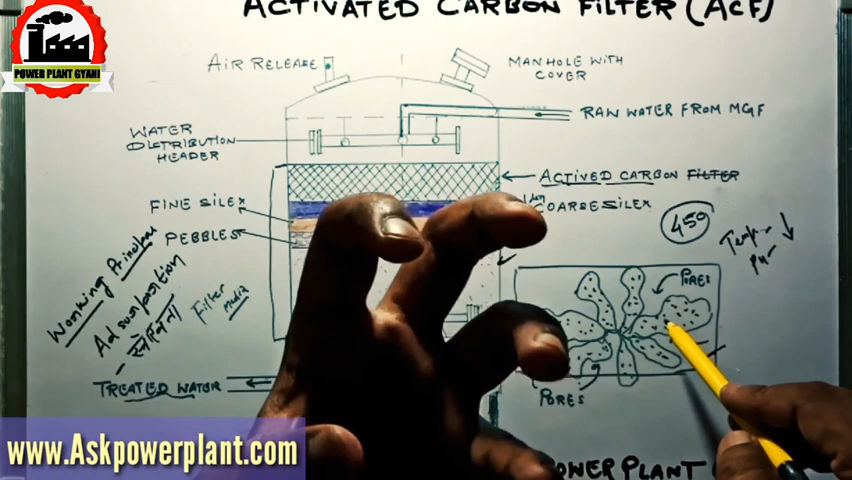 ACTIVATED CARBON FILTER (ACF)
POWER PLANT GYANI
AIR RELEASE
MANHOLE WITH
COVER
RAW WATER FROM MGF
WATER
DISTRIBUTION
HEADER
ACTIVED CARBON FILTER
FINE SILEX
COARSE SILEX
PEBBLES
450
Temp
PH
Working
Filter
Media
PORES
TREATED WATER
PORES
www.Askpowerplant.com
POWER PLANT